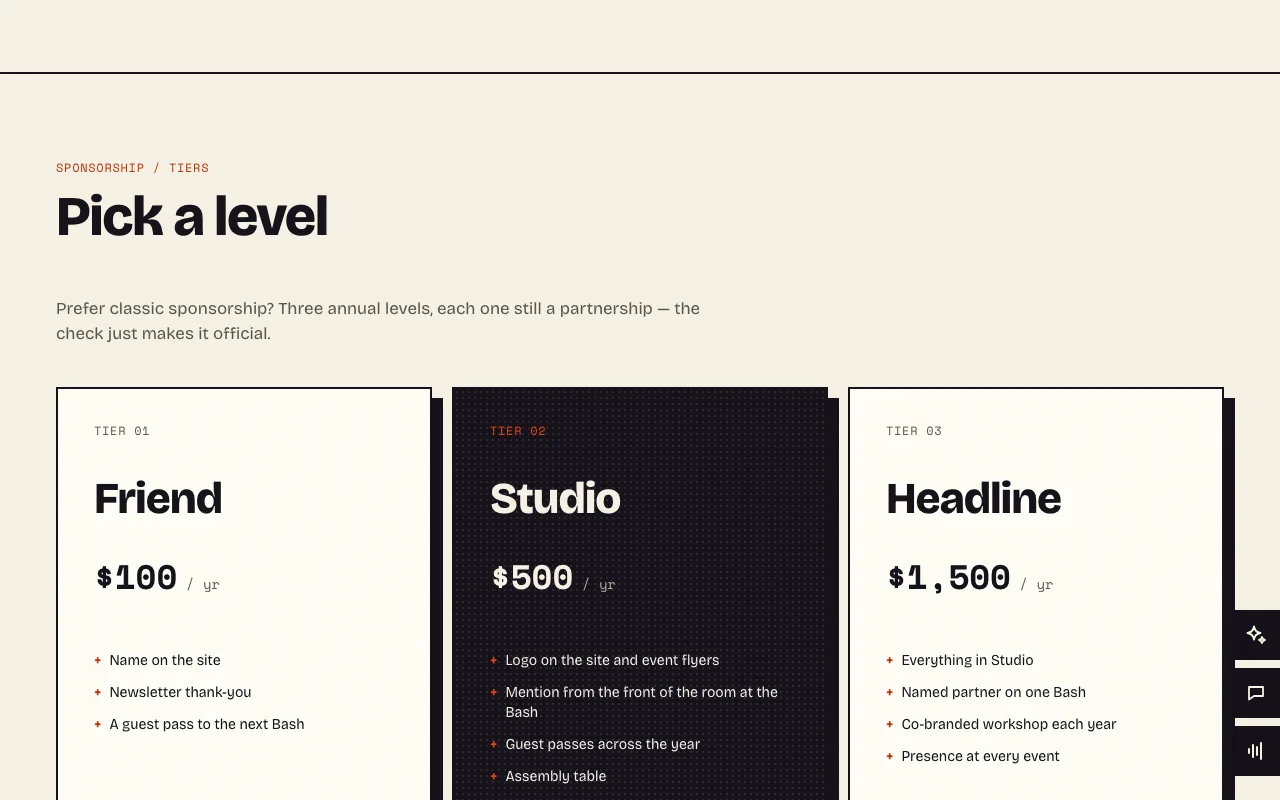 SPONSORSHIP / TIERS
Pick a level
Prefer classic sponsorship? Three annual levels, each one still a partnership — the
check just makes it official.
TIER 01
Friend
$100 / yr
+ Name on the site
+ Newsletter thank-you
+ A guest pass to the next Bash
TIER 02
Studio
$500 / yr
+ Logo on the site and event flyers
+ Mention from the front of the room at the
Bash
+ Guest passes across the year
+ Assembly table
TIER 03
Headline
$1,500 / yr
+ Everything in Studio
+ Named partner on one Bash
+ Co-branded workshop each year
+ Presence at every event